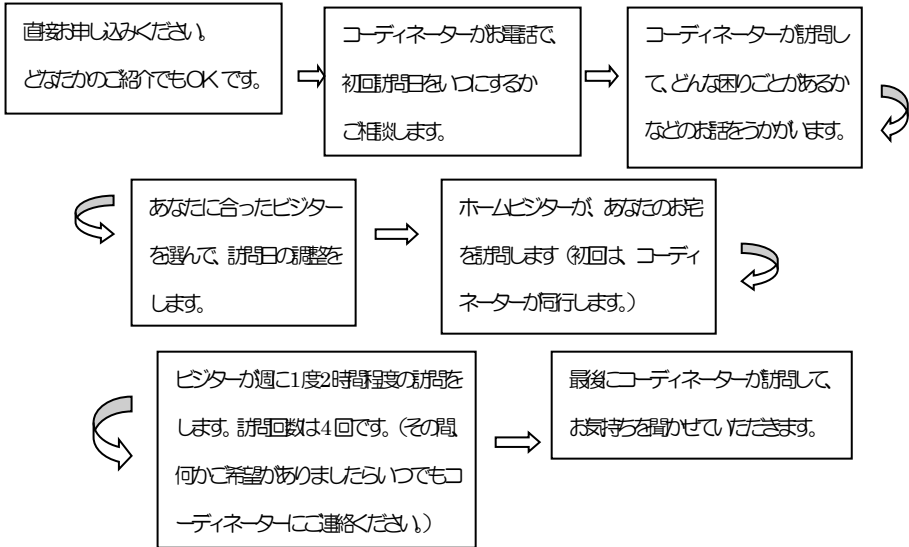 直接お申し込みください。
どなたかのご紹介でもOKです。
コーディネーターがお電話で、
初回訪問日をいつにするか
ご相談します。
コーディネーターが訪問し
て、どんな困りごとがあるか
などのお話をうかがいます。
あなたに合ったビジター
を選んで、訪問日の調整を
します。
ホームビジターが、あなたのお宅
を訪問します（初回は、コーディ
ネーターが同行します。）
ビジターが週に1度2時間程度の訪問を
します。訪問回数は4回です。（その間、
何かご希望がありましたらいつでもコ
ーディネーターにご連絡ください。）
最後にコーディネーターが訪問して、
お気持ちを聞かせていただきます。